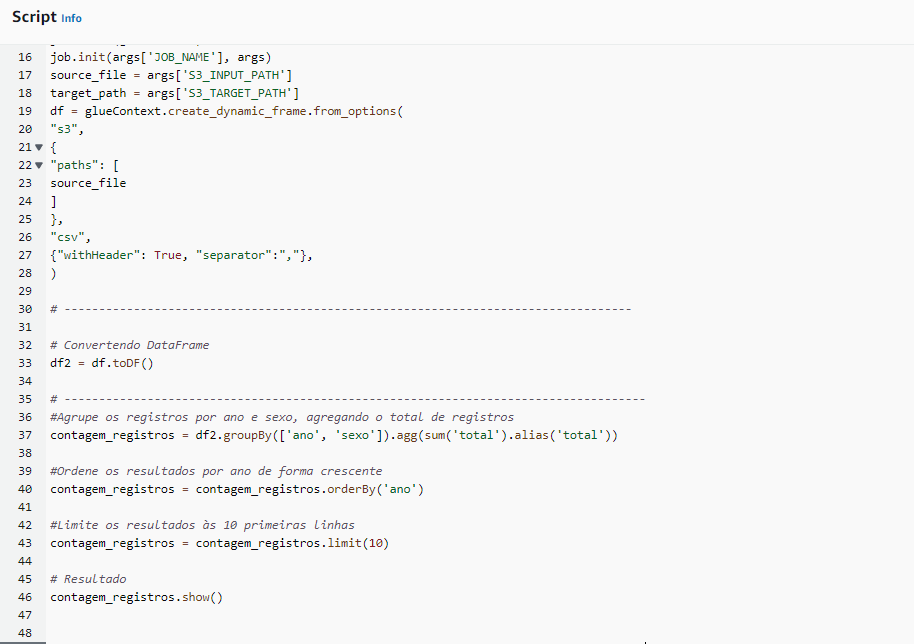 Script Info
16 job.init(args['JOB_NAME'], args)
17 source_file = args['S3_INPUT_PATH']
18 target_path = args['S3_TARGET_PATH']
19 df = glueContext.create_dynamic_frame.from_options(
20 "s3",
21 {
22 "paths": [
23 source_file
24 ]
25 },
26 "csv",
27 {"withHeader": True, "separator":","},
28 )
29
30 # ----------------------------------------------------------------------------------
31
32 # Convertendo DataFrame
33 df2 = df.toDF()
34
35 # ------------------------------------------------------------------------------------
36 #Agrupe os registros por ano e sexo, agregando o total de registros
37 contagem_registros = df2.groupBy(['ano', 'sexo']).agg(sum('total').alias('total'))
38
39 #Ordene os resultados por ano de forma crescente
40 contagem_registros = contagem_registros.orderBy('ano')
41
42 #Limite os resultados às 10 primeiras linhas
43 contagem_registros = contagem_registros.limit(10)
44
45 # Resultado
46 contagem_registros.show()
47
48